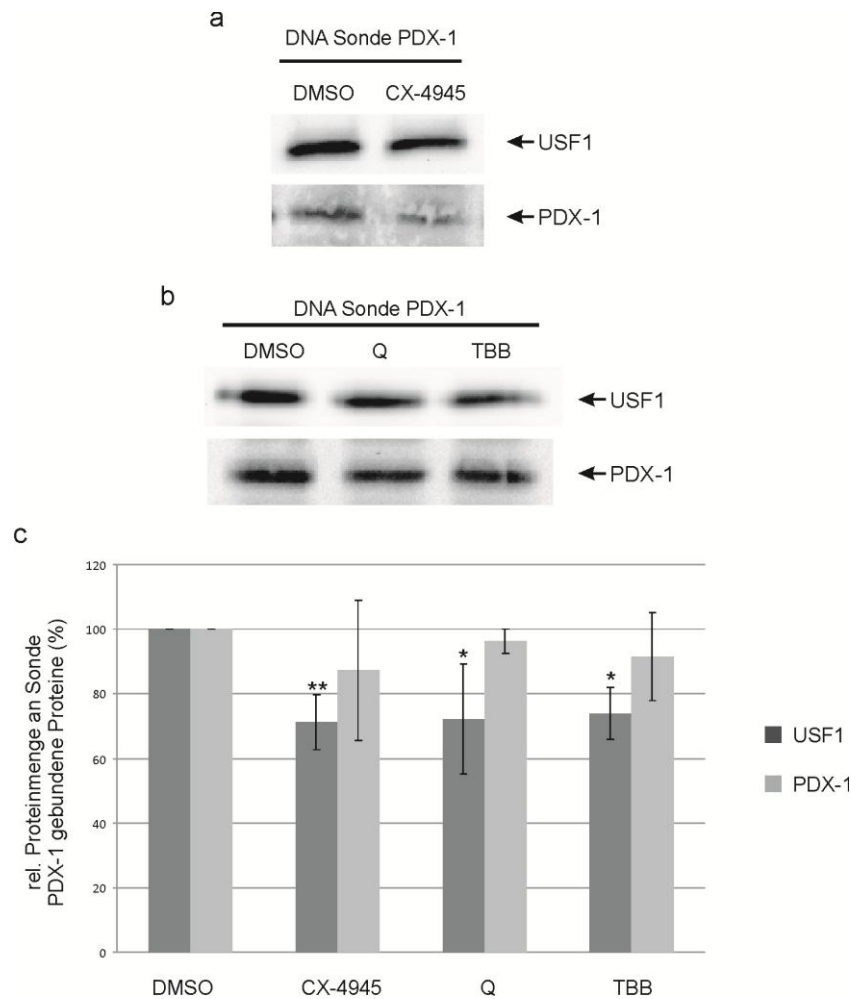 a
DNA Sonde PDX-1
DMSO CX-4945
USF1
PDX-1
b
DNA Sonde PDX-1
DMSO Q TBB
USF1
PDX-1
c
rel. Proteinmenge an Sonde
PDX-1 gebundene Proteine (%)
120
100
80
60
40
20
0
** * *
DMSO CX-4945 Q TBB
USF1
PDX-1